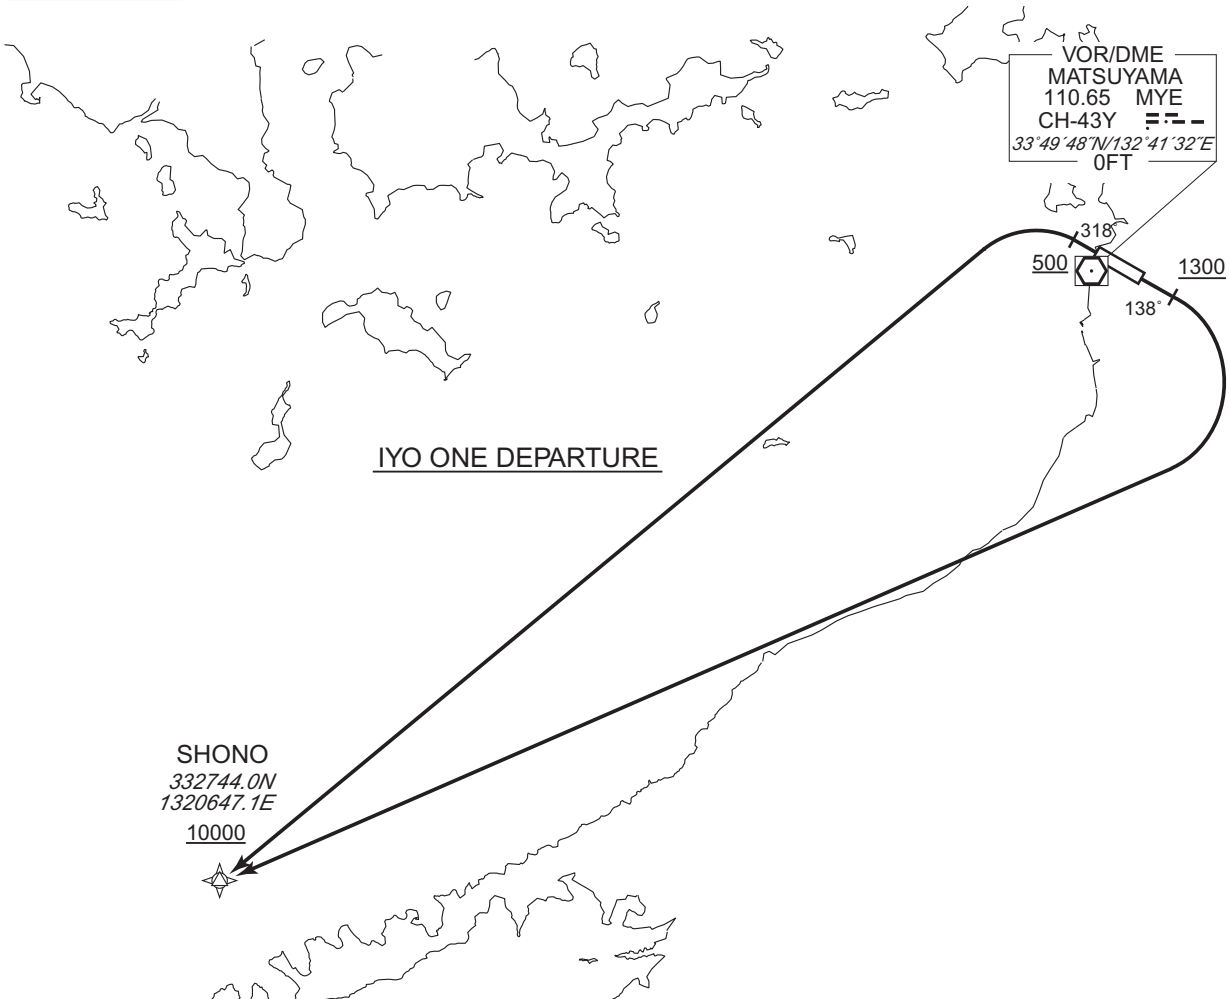 VOR/DME
MATSUYAMA
110.65 MYE
CH-43Y
33°49´48˝N/132°41´32˝E
0FT
318°
500
1300
138°
IYO ONE DEPARTURE
SHONO
332744.0N
1320647.1E
10000